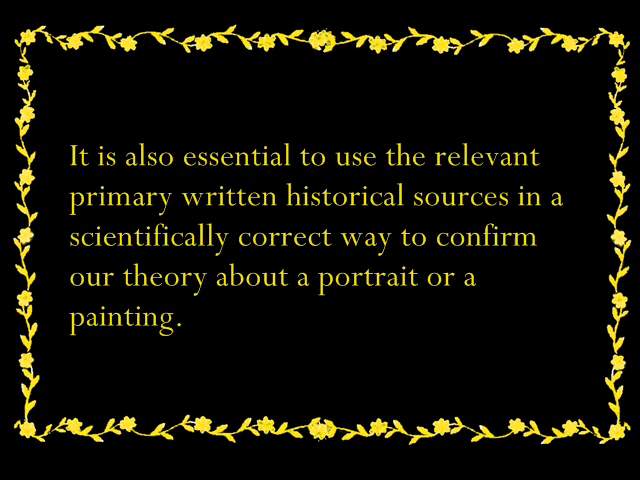 It is also essential to use the relevant
primary written historical sources in a
scientifically correct way to confirm
our theory about a portrait or a
painting.